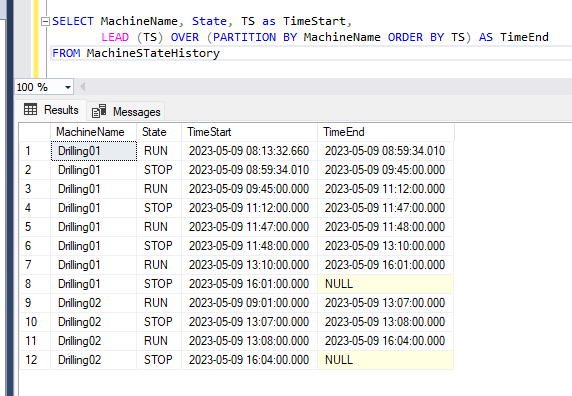 SELECT MachineName, State, TS as TimeStart,
LEAD (TS) OVER (PARTITION BY MachineName ORDER BY TS) AS TimeEnd
FROM MachineSTateHistory
100 %
Results Messages
MachineName State TimeStart TimeEnd
1 Drilling01 RUN 2023-05-09 08:13:32.660 2023-05-09 08:59:34.010
2 Drilling01 STOP 2023-05-09 08:59:34.010 2023-05-09 09:45:00.000
3 Drilling01 RUN 2023-05-09 09:45:00.000 2023-05-09 11:12:00.000
4 Drilling01 STOP 2023-05-09 11:12:00.000 2023-05-09 11:47:00.000
5 Drilling01 RUN 2023-05-09 11:47:00.000 2023-05-09 11:48:00.000
6 Drilling01 STOP 2023-05-09 11:48:00.000 2023-05-09 13:10:00.000
7 Drilling01 RUN 2023-05-09 13:10:00.000 2023-05-09 16:01:00.000
8 Drilling01 STOP 2023-05-09 16:01:00.000 NULL
9 Drilling02 RUN 2023-05-09 09:01:00.000 2023-05-09 13:07:00.000
10 Drilling02 STOP 2023-05-09 13:07:00.000 2023-05-09 13:08:00.000
11 Drilling02 RUN 2023-05-09 13:08:00.000 2023-05-09 16:04:00.000
12 Drilling02 STOP 2023-05-09 16:04:00.000 NULL